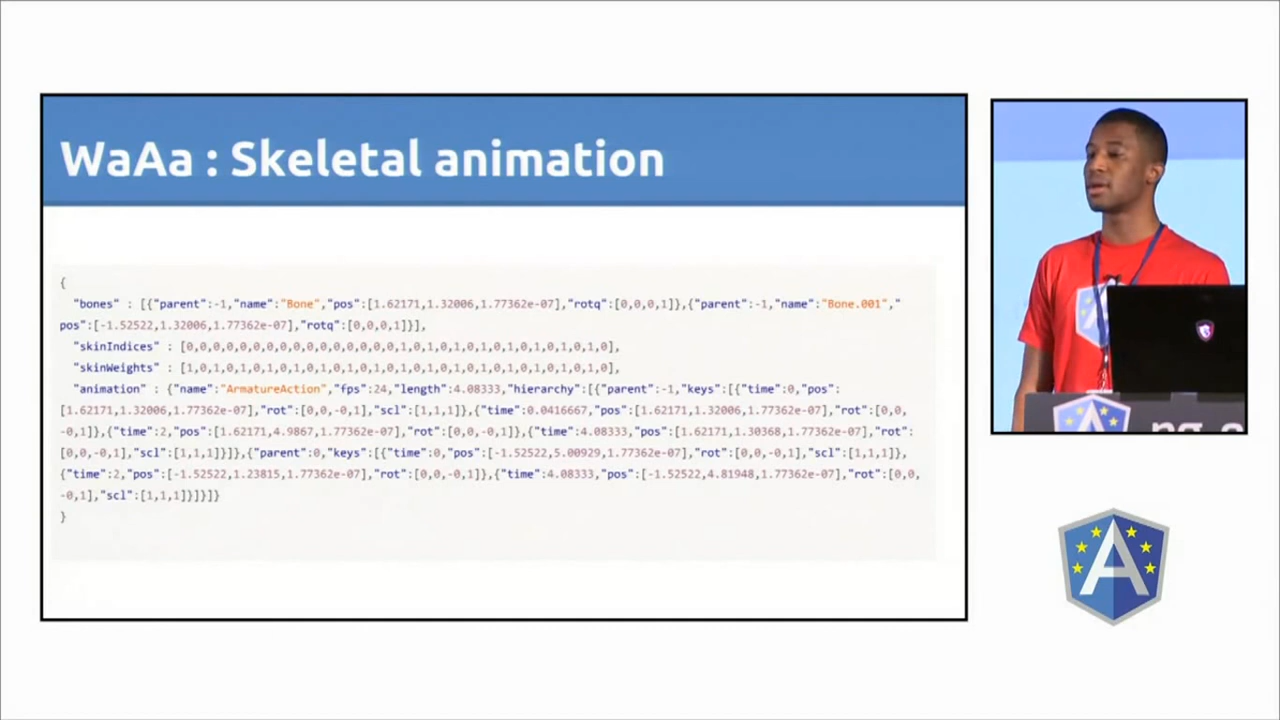 WaAa : Skeletal animation
{
"bones" : [{"parent":-1,"name":"Bone","pos":[1.62171,1.32006,1.77362e-07],"rotq":[0,0,0,1]},{"parent":-1,"name":"Bone.001","
pos":[-1.52522,1.32006,1.77362e-07],"rotq":[0,0,0,1]}],
"skinIndices" : [0,0,0,0,0,0,0,0,0,0,0,0,0,0,0,0,1,0,1,0,1,0,1,0,1,0,1,0,1,0,1,0],
"skinWeights" : [1,0,1,0,1,0,1,0,1,0,1,0,1,0,1,0,1,0,1,0,1,0,1,0,1,0,1,0,1,0,1,0],
"animation" : {"name":"ArmatureAction","fps":24,"length":4.08333,"hierarchy":[{"parent":-1,"keys":[{"time":0,"pos":
[1.62171,1.32006,1.77362e-07],"rot":[0,0,-0,1],"scl":[1,1,1]},{"time":0.0416667,"pos":[1.62171,1.32006,1.77362e-07],"rot":[0,0,
-0,1]},{"time":2,"pos":[1.62171,4.9867,1.77362e-07],"rot":[0,0,-0,1]},{"time":4.08333,"pos":[1.62171,1.30368,1.77362e-07],"rot":
[0,0,-0,1],"scl":[1,1,1]}]},{"parent":0,"keys":[{"time":0,"pos":[-1.52522,5.00929,1.77362e-07],"rot":[0,0,-0,1],"scl":[1,1,1]},
{"time":2,"pos":[-1.52522,1.23815,1.77362e-07],"rot":[0,0,-0,1]},{"time":4.08333,"pos":[-1.52522,4.81948,1.77362e-07],"rot":[0,0,
-0,1],"scl":[1,1,1]}]}]}
}
A